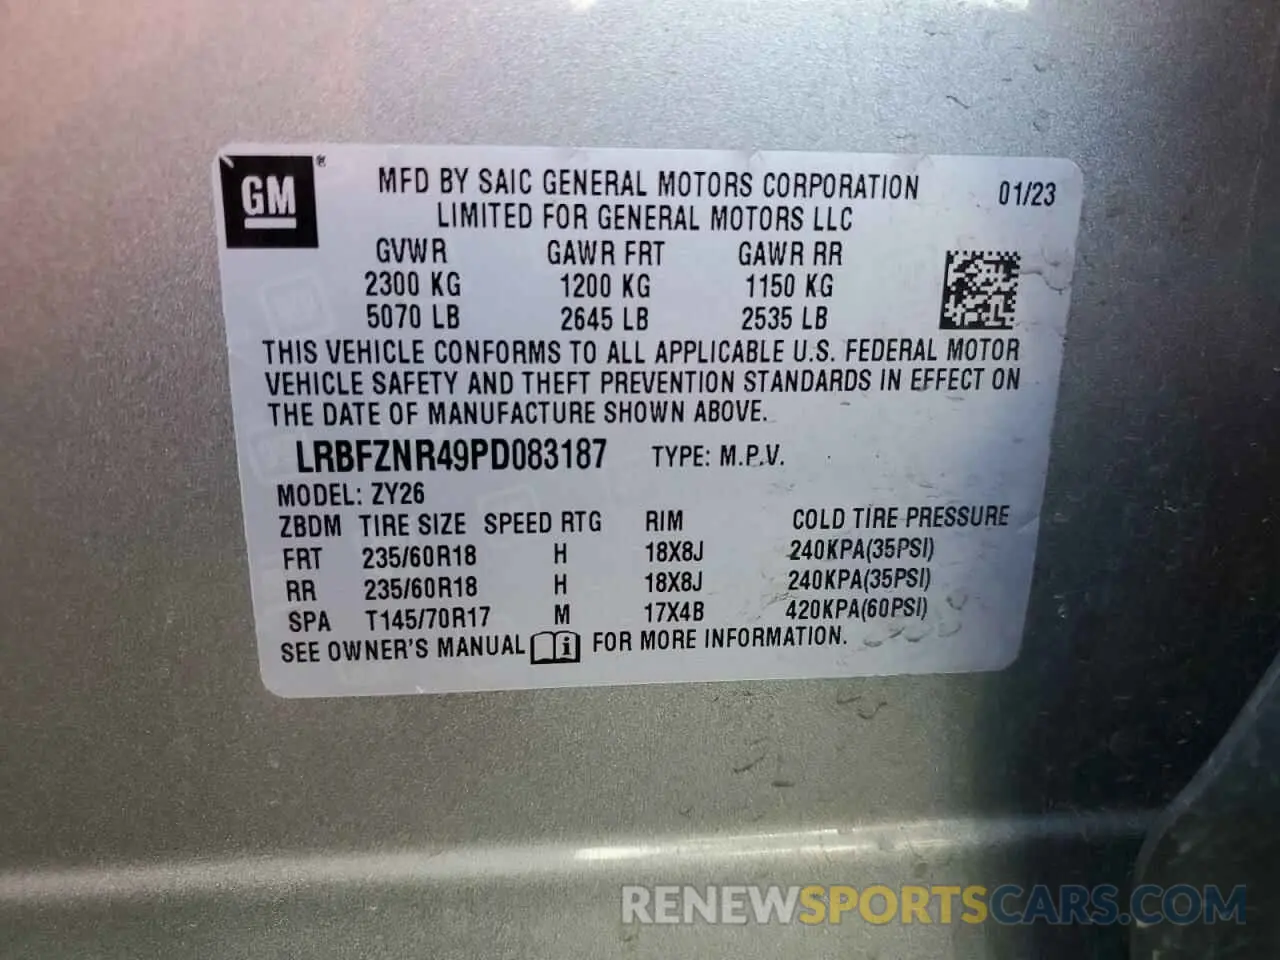 GM®
MFD BY SAIC GENERAL MOTORS CORPORATION 01/23
LIMITED FOR GENERAL MOTORS LLC
GVWR GAWR FRT GAWR RR
2300 KG 1200 KG 1150 KG
5070 LB 2645 LB 2535 LB
THIS VEHICLE CONFORMS TO ALL APPLICABLE U.S. FEDERAL MOTOR
VEHICLE SAFETY AND THEFT PREVENTION STANDARDS IN EFFECT ON
THE DATE OF MANUFACTURE SHOWN ABOVE.
LRBFZNR49PD083187 TYPE: M.P.V.
MODEL: ZY26
ZBDM TIRE SIZE SPEED RTG RIM COLD TIRE PRESSURE
FRT 235/60R18 H 18X8J 240KPA(35PSI)
RR 235/60R18 H 18X8J 240KPA(35PSI)
SPA T145/70R17 M 17X4B 420KPA(60PSI)
SEE OWNER'S MANUAL i FOR MORE INFORMATION.
RENEWSPORTSCARS.COM